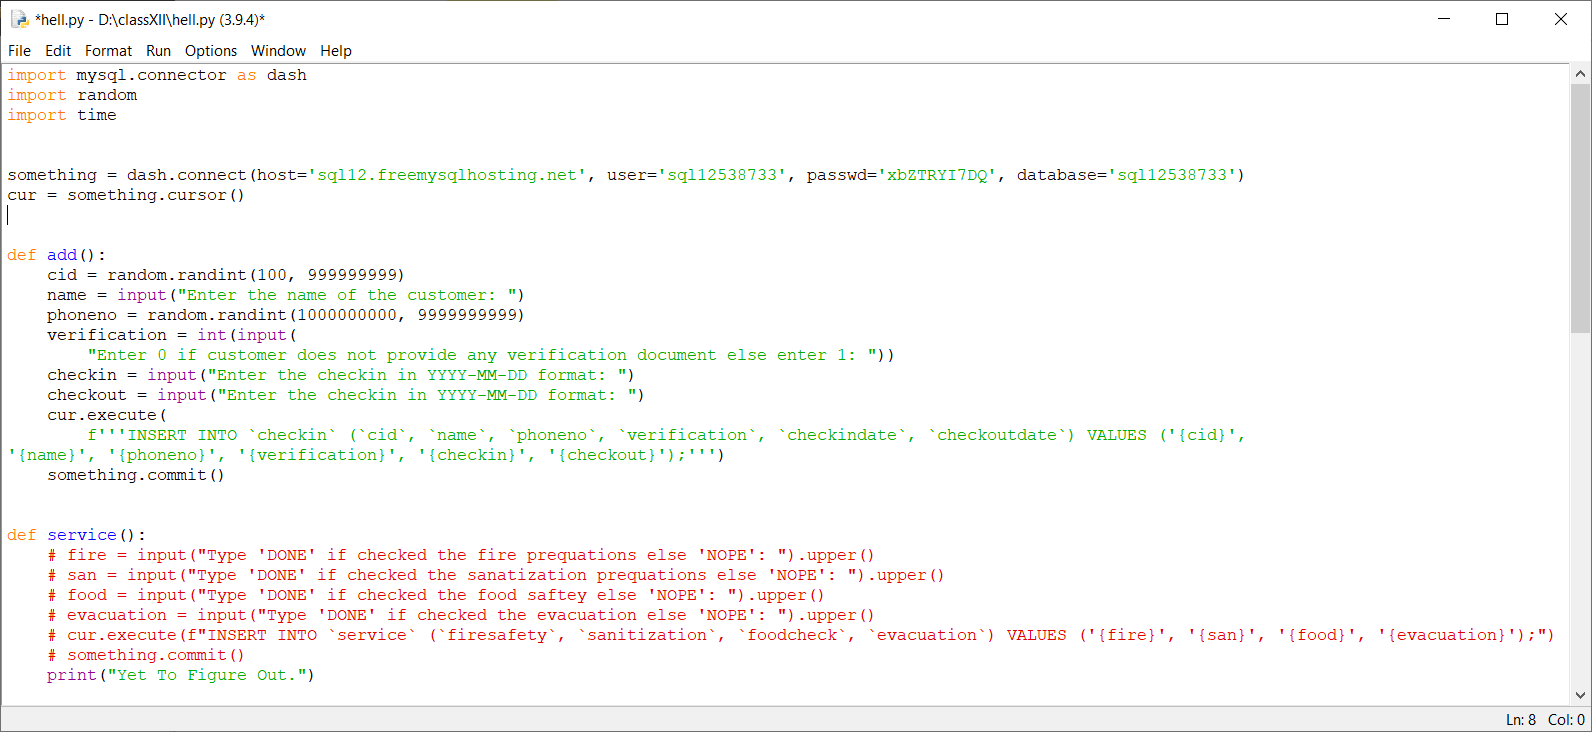 *hell.py - D:\classXII\hell.py (3.9.4)*
File Edit Format Run Options Window Help
import mysql.connector as dash
import random
import time
something = dash.connect(host='sql12.freemysqlhosting.net', user='sql12538733', passwd='xbZTRYI7DQ', database='sql12538733')
cur = something.cursor()
def add():
    cid = random.randint(100, 999999999)
    name = input("Enter the name of the customer: ")
    phoneno = random.randint(1000000000, 9999999999)
    verification = int(input(
        "Enter 0 if customer does not provide any verification document else enter 1: "))
    checkin = input("Enter the checkin in YYYY-MM-DD format: ")
    checkout = input("Enter the checkin in YYYY-MM-DD format: ")
    cur.execute(
        f'''INSERT INTO `checkin` (`cid`, `name`, `phoneno`, `verification`, `checkindate`, `checkoutdate`) VALUES ('{cid}',
'{name}', '{phoneno}', '{verification}', '{checkin}', '{checkout}');''')
    something.commit()
def service():
    # fire = input("Type 'DONE' if checked the fire prequations else 'NOPE': ").upper()
    # san = input("Type 'DONE' if checked the sanatization prequations else 'NOPE': ").upper()
    # food = input("Type 'DONE' if checked the food saftey else 'NOPE': ").upper()
    # evacuation = input("Type 'DONE' if checked the evacuation else 'NOPE': ").upper()
    # cur.execute(f"INSERT INTO `service` (`firesafety`, `sanitization`, `foodcheck`, `evacuation`) VALUES ('{fire}', '{san}', '{food}', '{evacuation}');")
    # something.commit()
    print("Yet To Figure Out.")
Ln: 8 Col: 0